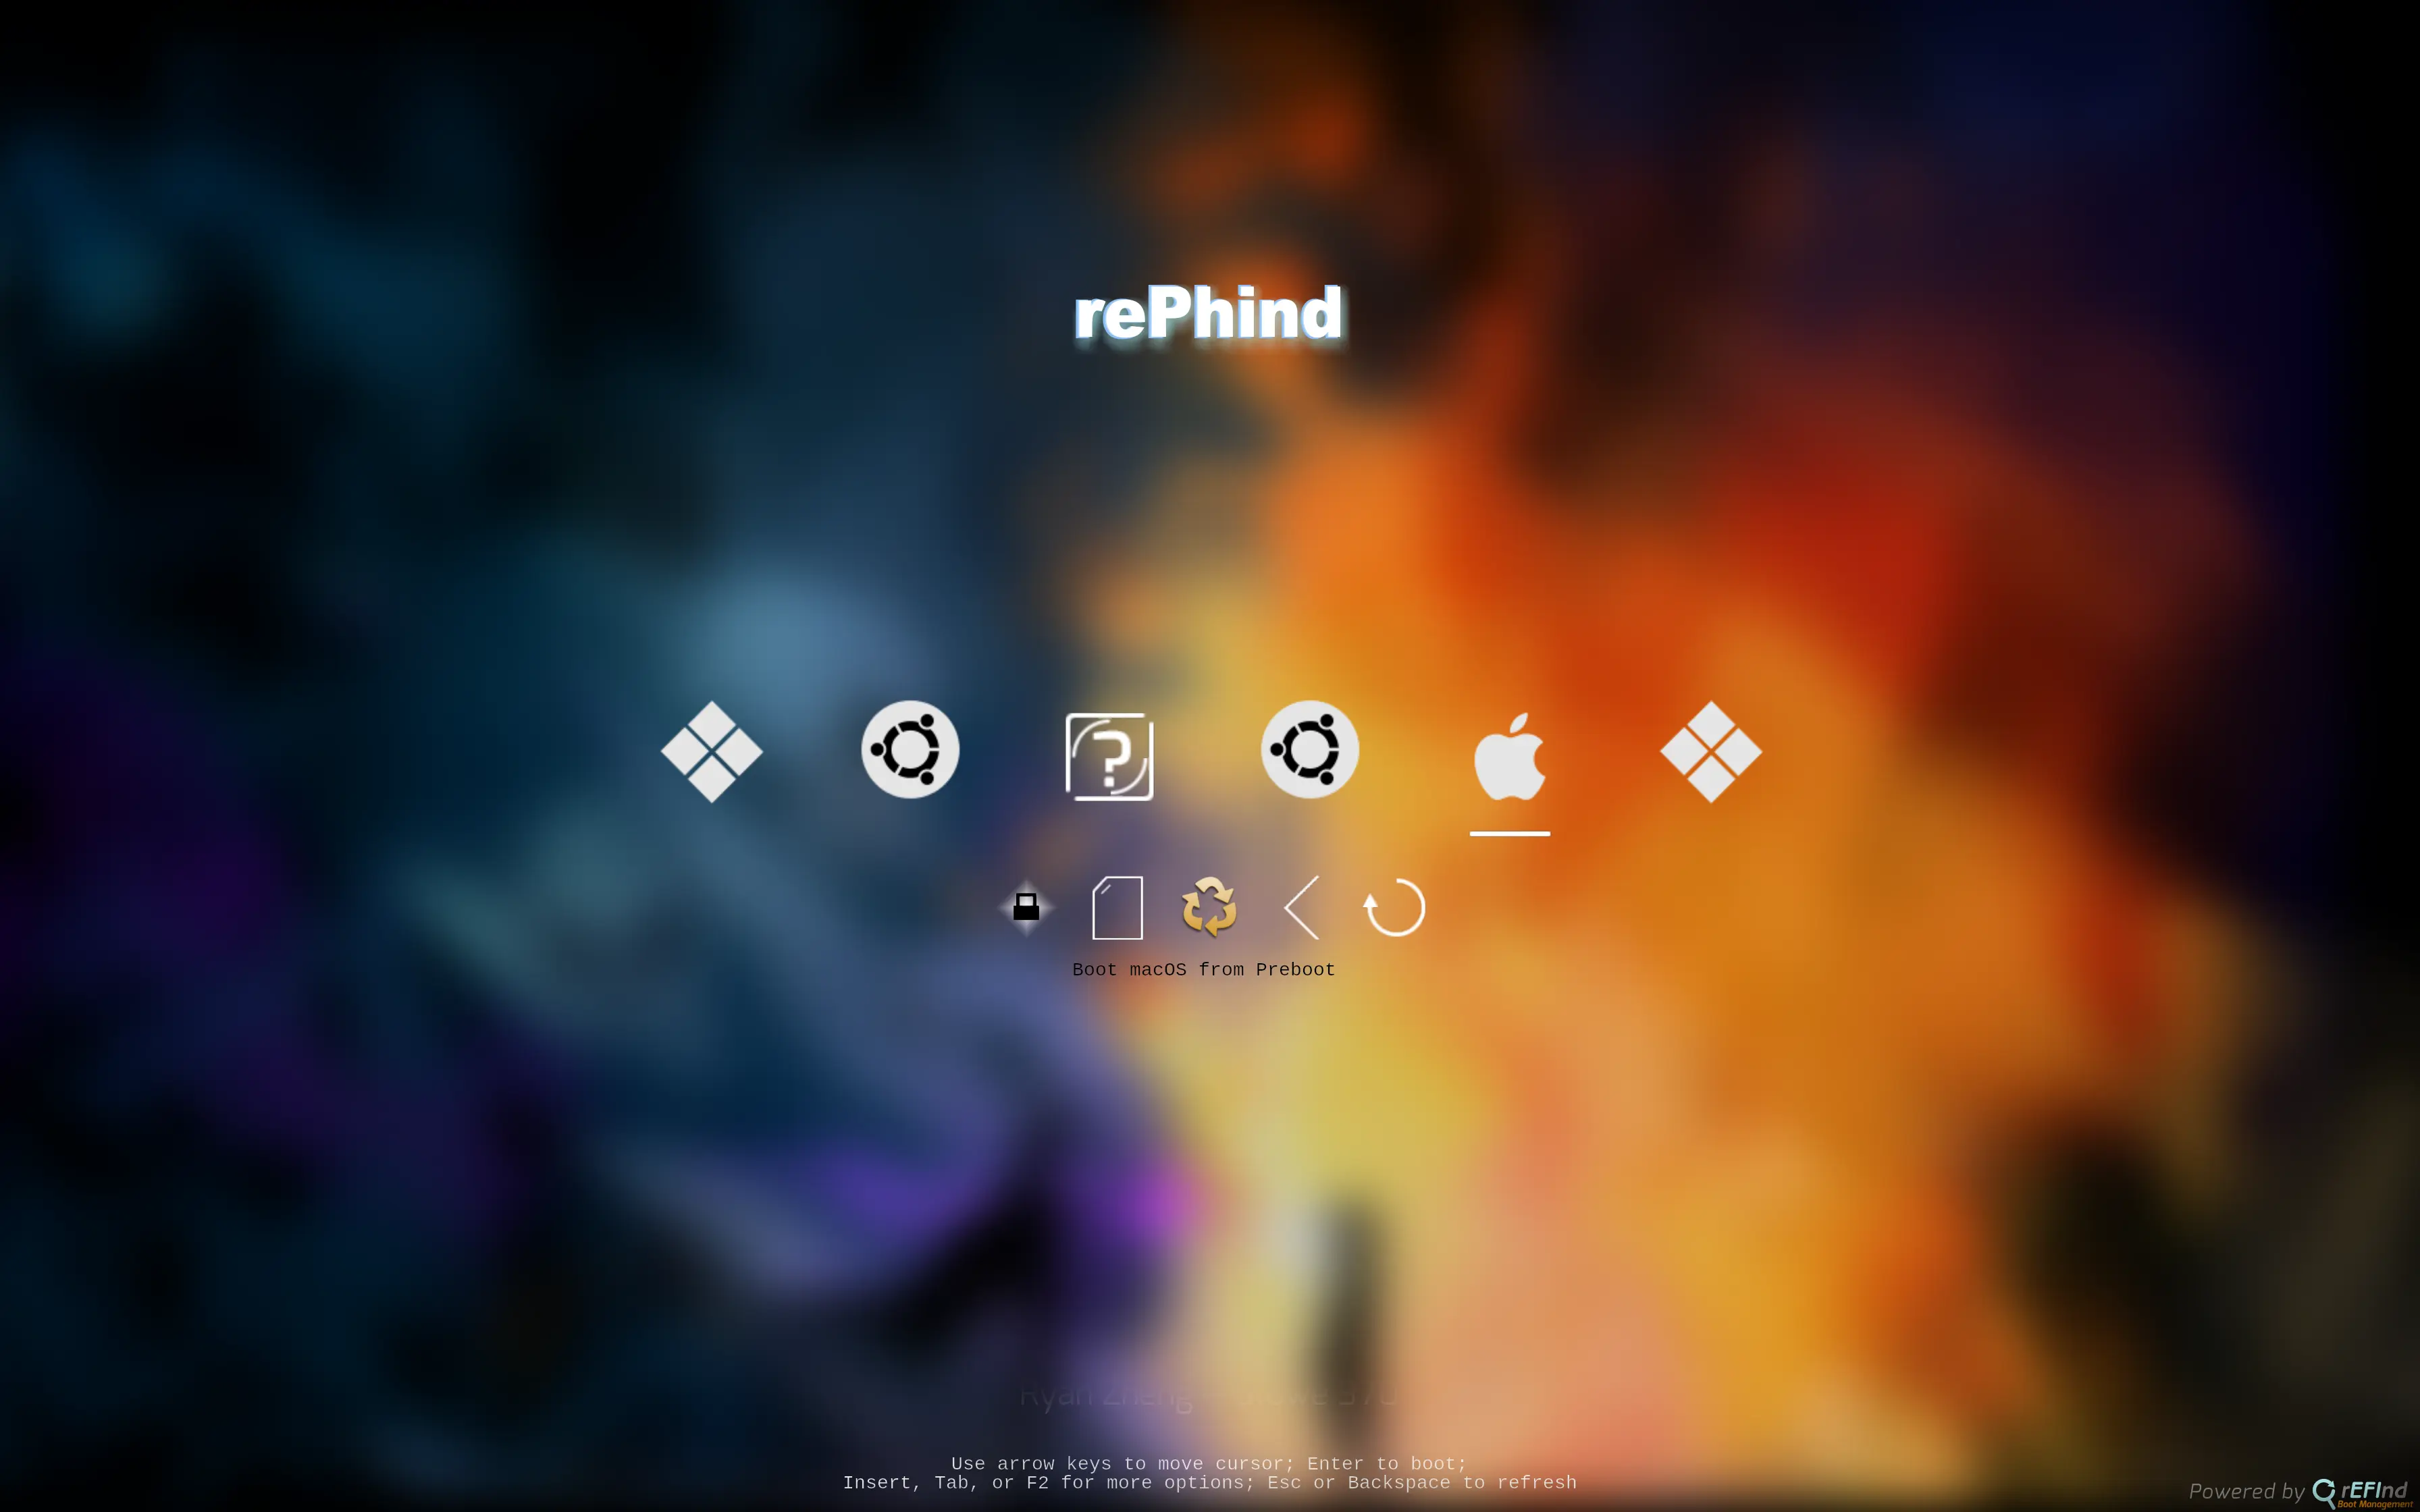 rePhind
?
Boot macOS from Preboot
Ryan Zheng
Use arrow keys to move cursor; Enter to boot;
Insert, Tab, or F2 for more options; Esc or Backspace to refresh
Powered by rEFInd
Boot Management